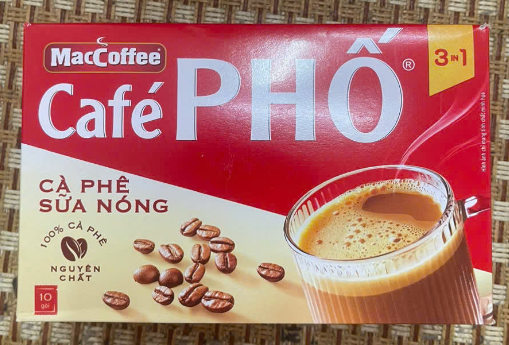 MacCoffee
3 IN 1
Café PHỐ®
CÀ PHÊ
SỮA NÓNG
100% CÀ PHÊ
NGUYÊN
CHẤT
10
gói